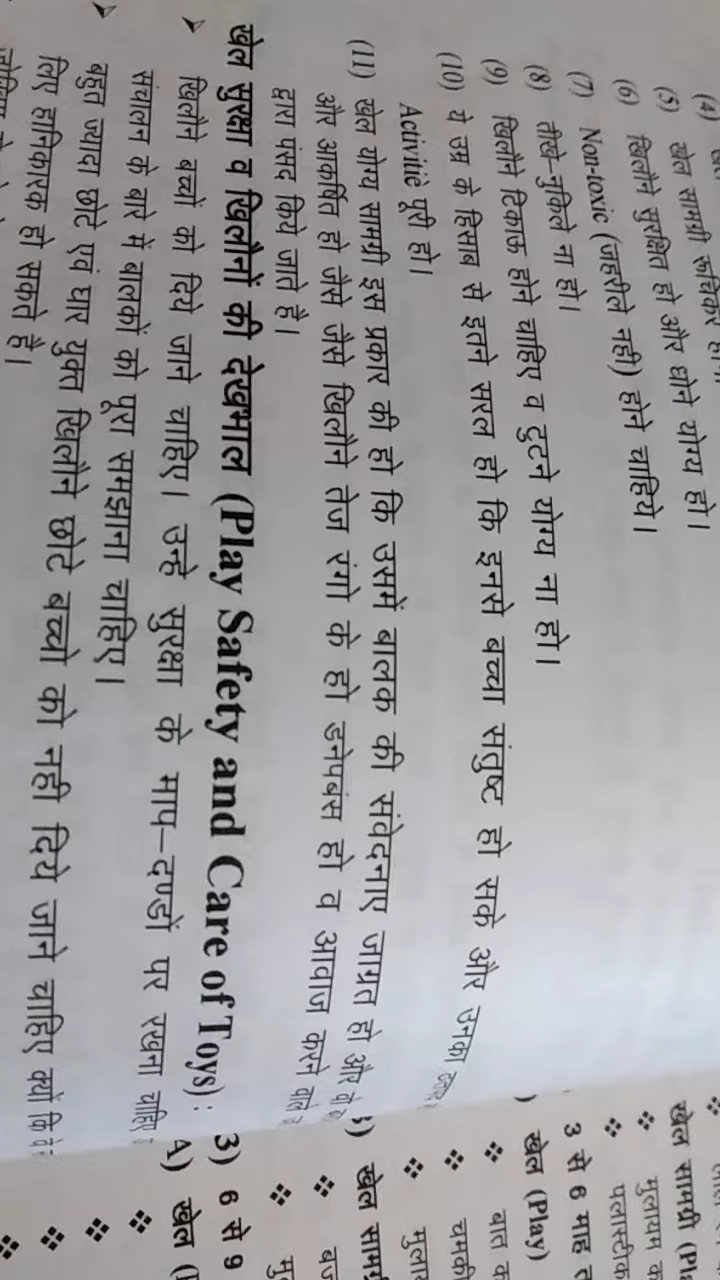 (4)
(5) खेल सामग्री रूचिकर
(6) खिलौने सुरक्षित हो और धोने योग्य हो।
(7) Non-toxic (जहरीले नही) होने चाहिये।
(8) तीखे-नुकिले ना हो।
(9) खिलौने टिकाऊ होने चाहिए व टुटने योग्य ना हो।
(10) ये उम्र के हिसाब से इतने सरल हो कि इनसे बच्चा संतुष्ट हो सके और उनका
Activitiė पूरी हो।
(11) खेल योग्य सामग्री इस प्रकार की हो कि उसमें बालक की संवेदनाए जाग्रत हो और
और आकर्षित हो जैसे जैसे खिलौने तेज रंगो के हो डनेपबंस हो व आवाज करने वाले
द्वारा पंसद किये जाते है।
खेल सुरक्षा व खिलौनों की देखभाल (Play Safety and Care of Toys) :
➢ खिलौने बच्चों को दिये जाने चाहिए। उन्हे सुरक्षा के माप-दण्डों पर रखना चाहिए
संचालन के बारे में बालकों को पुरा समझाना चाहिए।
➢ बहुत ज्यादा छोटे एवं धार युक्त खिलौने छोटे बच्चो को नही दिये जाने चाहिए क्यों कि
लिए हानिकारक हो सकते है।
खेल सामग्री
❖ मुलायम
❖ प्लास्टीक
3 से 6 माह
) खेल (Play)
❖ बात
❖ चमकी
❖ मुला
) खेल
❖
❖
3) 6 से 9
A) खेल
❖
❖
❖